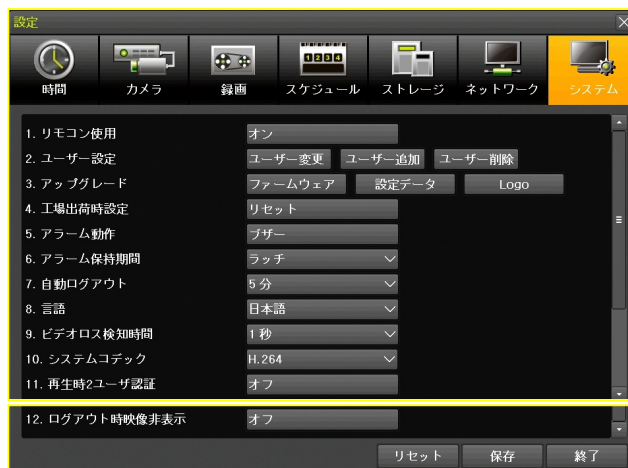 設定
時間 カメラ 録画 スケジュール ストレージ ネットワーク システム
1. リモコン使用 オン
2. ユーザー設定 ユーザー変更 ユーザー追加 ユーザー削除
3. アップグレード ファームウェア 設定データ Logo
4. 工場出荷時設定 リセット
5. アラーム動作 ブザー
6. アラーム保持期間 ラッチ
7. 自動ログアウト 5 分
8. 言語 日本語
9. ビデオロス検知時間 1 秒
10. システムコデック H.264
11. 再生時2ユーザ認証 オフ
12. ログアウト時映像非表示 オフ
リセット 保存 終了